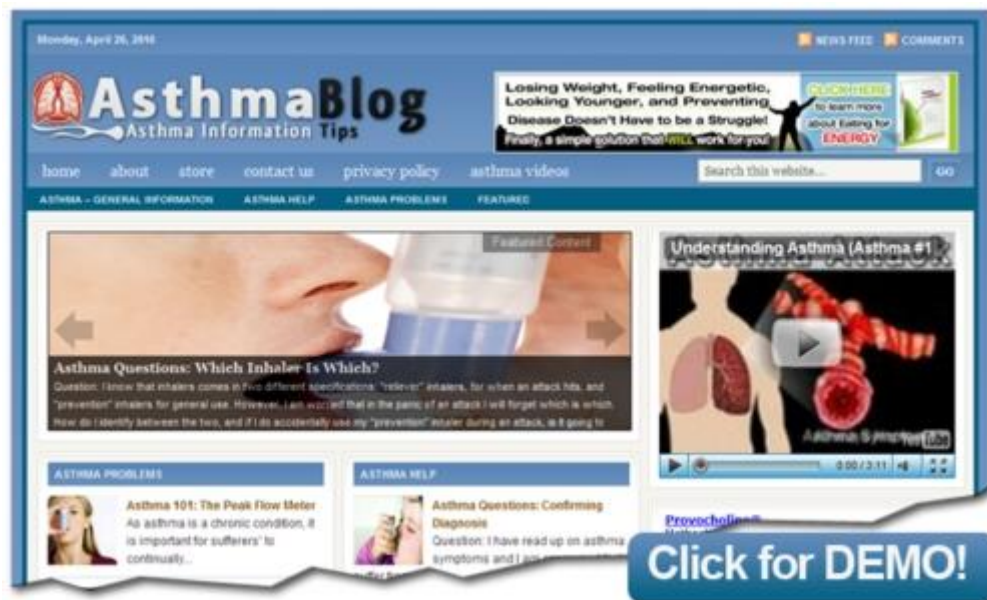 Monday, April 26, 2010
NEWS FEED
COMMENTS
AsthmaBlog
Asthma Information Tips
Losing Weight, Feeling Energetic,
Looking Younger, and Preventing
Disease Doesn't Have to be a Struggle!
Finally, a simple solution that WILL work for you!
CLICK HERE
to learn more
about Eating for
ENERGY
home about store contact us privacy policy asthma videos
Search this website...
GO
ASTHMA – GENERAL INFORMATION ASTHMA HELP ASTHMA PROBLEMS FEATURED
Featured Content
Asthma Questions: Which Inhaler Is Which?
Question: I know that inhalers comes in two different specifications: "reliever" inhalers, for when an attack hits, and
"prevention" inhalers for general use. However, I am worried that in the panic of an attack I will forget which is which.
How do I identify between the two, and if I do accidentally use my "prevention" inhaler during an attack, is it going to
Understanding Asthma (Asthma #1
Asthma Attack
Asthma Symptoms
YouTube
0:00 / 3:11
ASTHMA PROBLEMS
Asthma 101: The Peak Flow Meter
As asthma is a chronic condition, it
is important for sufferers' to
continually...
ASTHMA HELP
Asthma Questions: Confirming
Diagnosis
Question: I have read up on asthma
symptoms and I am
suffer
Provocholine®
Click for DEMO!